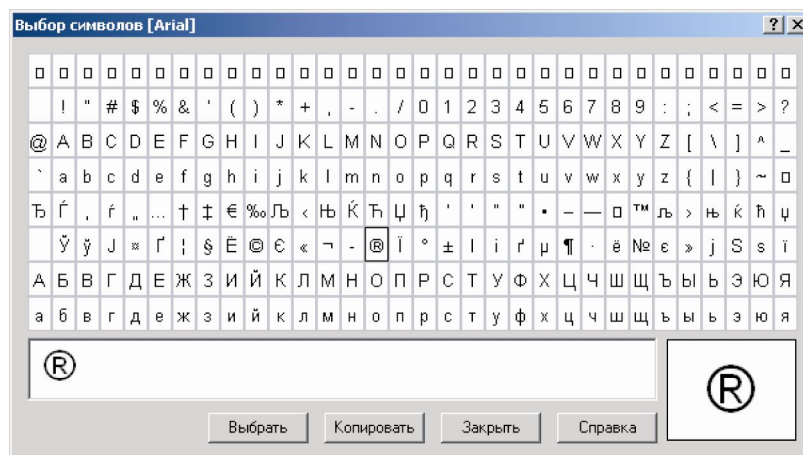 Выбор символов [Arial] ? ×
□ □ □ □ □ □ □ □ □ □ □ □ □ □ □ □ □ □ □ □ □ □ □ □ □ □ □ □ □ □ □ □
! " # $ % & ' ( ) * + , - . / 0 1 2 3 4 5 6 7 8 9 : ; < = > ?
@ A B C D E F G H I J K L M N O P Q R S T U V W X Y Z [ \ ] ^ _
` a b c d e f g h i j k l m n o p q r s t u v w x y z { | } ~ □
Ђ Ѓ ‚ ѓ „ … † ‡ € ‰ Љ ‹ Њ Ќ Ћ Џ ђ ‘ ’ “ ” • – — □ ™ љ › њ ќ ћ џ
Ў ў Ј ¤ Ґ ¦ § Ё © Є « ¬ - ® Ї ° ± І і ґ µ ¶ · ё № є » ј Ѕ ѕ ї
А Б В Г Д Е Ж З И Й К Л М Н О П Р С Т У Ф Х Ц Ч Ш Щ Ъ Ы Ь Э Ю Я
а б в г д е ж з и й к л м н о п р с т у ф х ц ч ш щ ъ ы ь э ю я
®
®
Выбрать Копировать Закрыть Справка